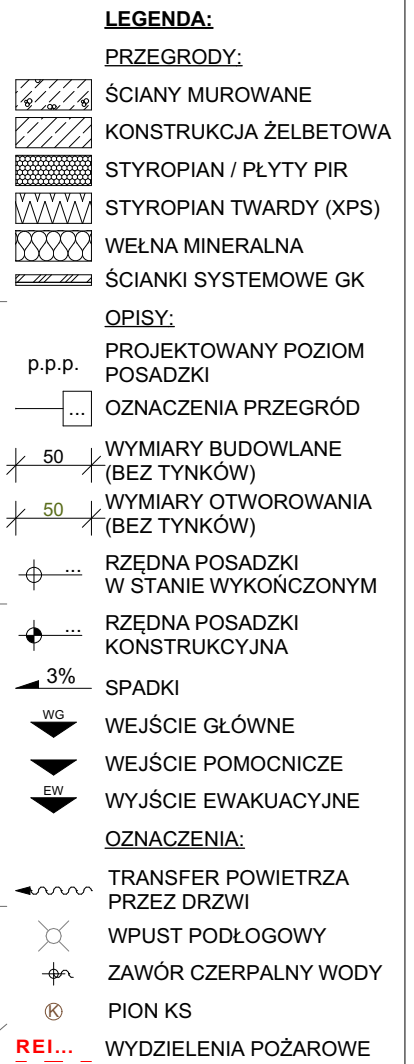 LEGENDA:
PRZEGRODY:
ŚCIANY MUROWANE
KONSTRUKCJA ŻELBETOWA
STYROPIAN / PŁYTY PIR
STYROPIAN TWARDY (XPS)
WEŁNA MINERALNA
ŚCIANKI SYSTEMOWE GK
OPISY:
p.p.p. PROJEKTOWANY POZIOM
POSADZKI
... OZNACZENIA PRZEGRÓD
50 WYMIARY BUDOWLANE
(BEZ TYNKÓW)
50 WYMIARY OTWOROWANIA
(BEZ TYNKÓW)
... RZĘDNA POSADZKI
W STANIE WYKOŃCZONYM
... RZĘDNA POSADZKI
KONSTRUKCYJNA
3% SPADKI
WG WEJŚCIE GŁÓWNE
WEJŚCIE POMOCNICZE
EW WYJŚCIE EWAKUACYJNE
OZNACZENIA:
TRANSFER POWIETRZA
PRZEZ DRZWI
WPUST PODŁOGOWY
ZAWÓR CZERPALNY WODY
K PION KS
REI... WYDZIELENIA POŻAROWE